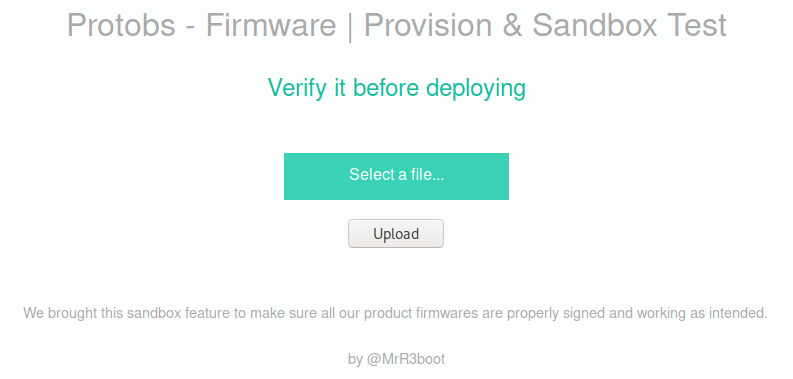 Protobs - Firmware | Provision & Sandbox Test
Verify it before deploying
Select a file...
Upload
We brought this sandbox feature to make sure all our product firmwares are properly signed and working as intended.
by @MrR3boot